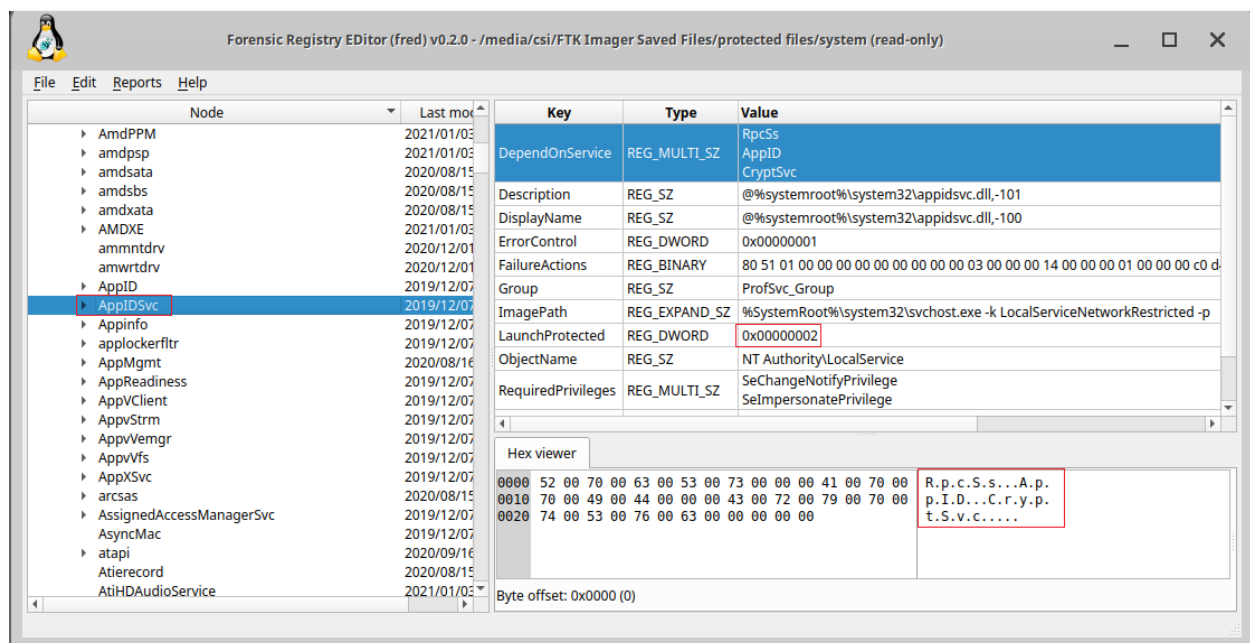 Forensic Registry EDitor (fred) v0.2.0 - /media/csi/FTK Imager Saved Files/protected files/system (read-only)
File Edit Reports Help
Node Last mod
AmdPPM 2021/01/03
amdpsp 2021/01/03
amdsata 2020/08/15
amdsbs 2020/08/15
amdxata 2020/08/15
AMDXE 2021/01/03
ammntdrv 2020/12/01
amwrtdrv 2020/12/01
AppID 2019/12/07
AppIDSvc 2019/12/07
Appinfo 2019/12/07
applockerfltr 2019/12/07
AppMgmt 2020/08/16
AppReadiness 2019/12/07
AppVClient 2019/12/07
AppvStrm 2019/12/07
AppvVemgr 2019/12/07
AppvVfs 2019/12/07
AppXSvc 2019/12/07
arcsas 2020/08/15
AssignedAccessManagerSvc 2019/12/07
AsyncMac 2019/12/07
atapi 2020/09/16
Atierecord 2020/08/15
AtiHDAudioService 2021/01/03
Key Type Value
RpcSs
DependOnService REG_MULTI_SZ AppID
CryptSvc
Description REG_SZ @%systemroot%\system32\appidsvc.dll,-101
DisplayName REG_SZ @%systemroot%\system32\appidsvc.dll,-100
ErrorControl REG_DWORD 0x00000001
FailureActions REG_BINARY 80 51 01 00 00 00 00 00 00 00 00 00 03 00 00 00 14 00 00 00 01 00 00 00 c0 d
Group REG_SZ ProfSvc_Group
ImagePath REG_EXPAND_SZ %SystemRoot%\system32\svchost.exe -k LocalServiceNetworkRestricted -p
LaunchProtected REG_DWORD 0x00000002
ObjectName REG_SZ NT Authority\LocalService
RequiredPrivileges REG_MULTI_SZ SeChangeNotifyPrivilege
SeImpersonatePrivilege
Hex viewer
0000 52 00 70 00 63 00 53 00 73 00 00 00 41 00 70 00 R.p.c.S.s...A.p.
0010 70 00 49 00 44 00 00 00 43 00 72 00 79 00 70 00 p.I.D...C.r.y.p.
0020 74 00 53 00 76 00 63 00 00 00 00 00 t.S.v.c.....
Byte offset: 0x0000 (0)